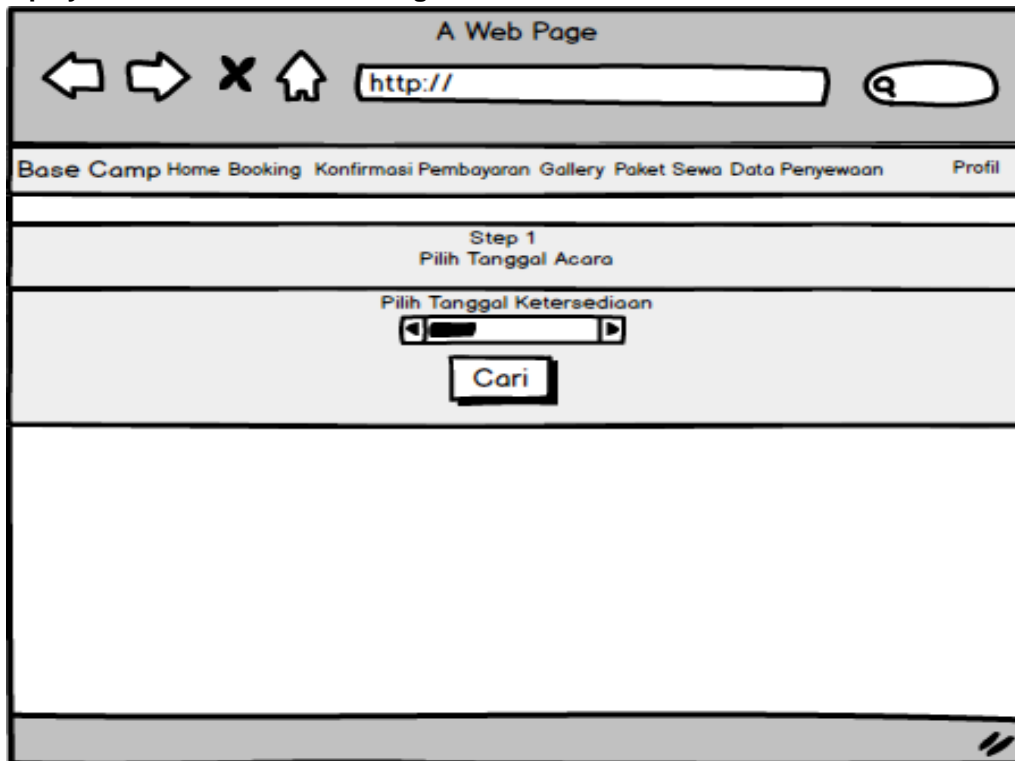 A Web Page
http://
Base Camp Home Booking Konfirmasi Pembayaran Gallery Paket Sewa Data Penyewaan Profil
Step 1
Pilih Tanggal Acara
Pilih Tanggal Ketersediaan
Cari